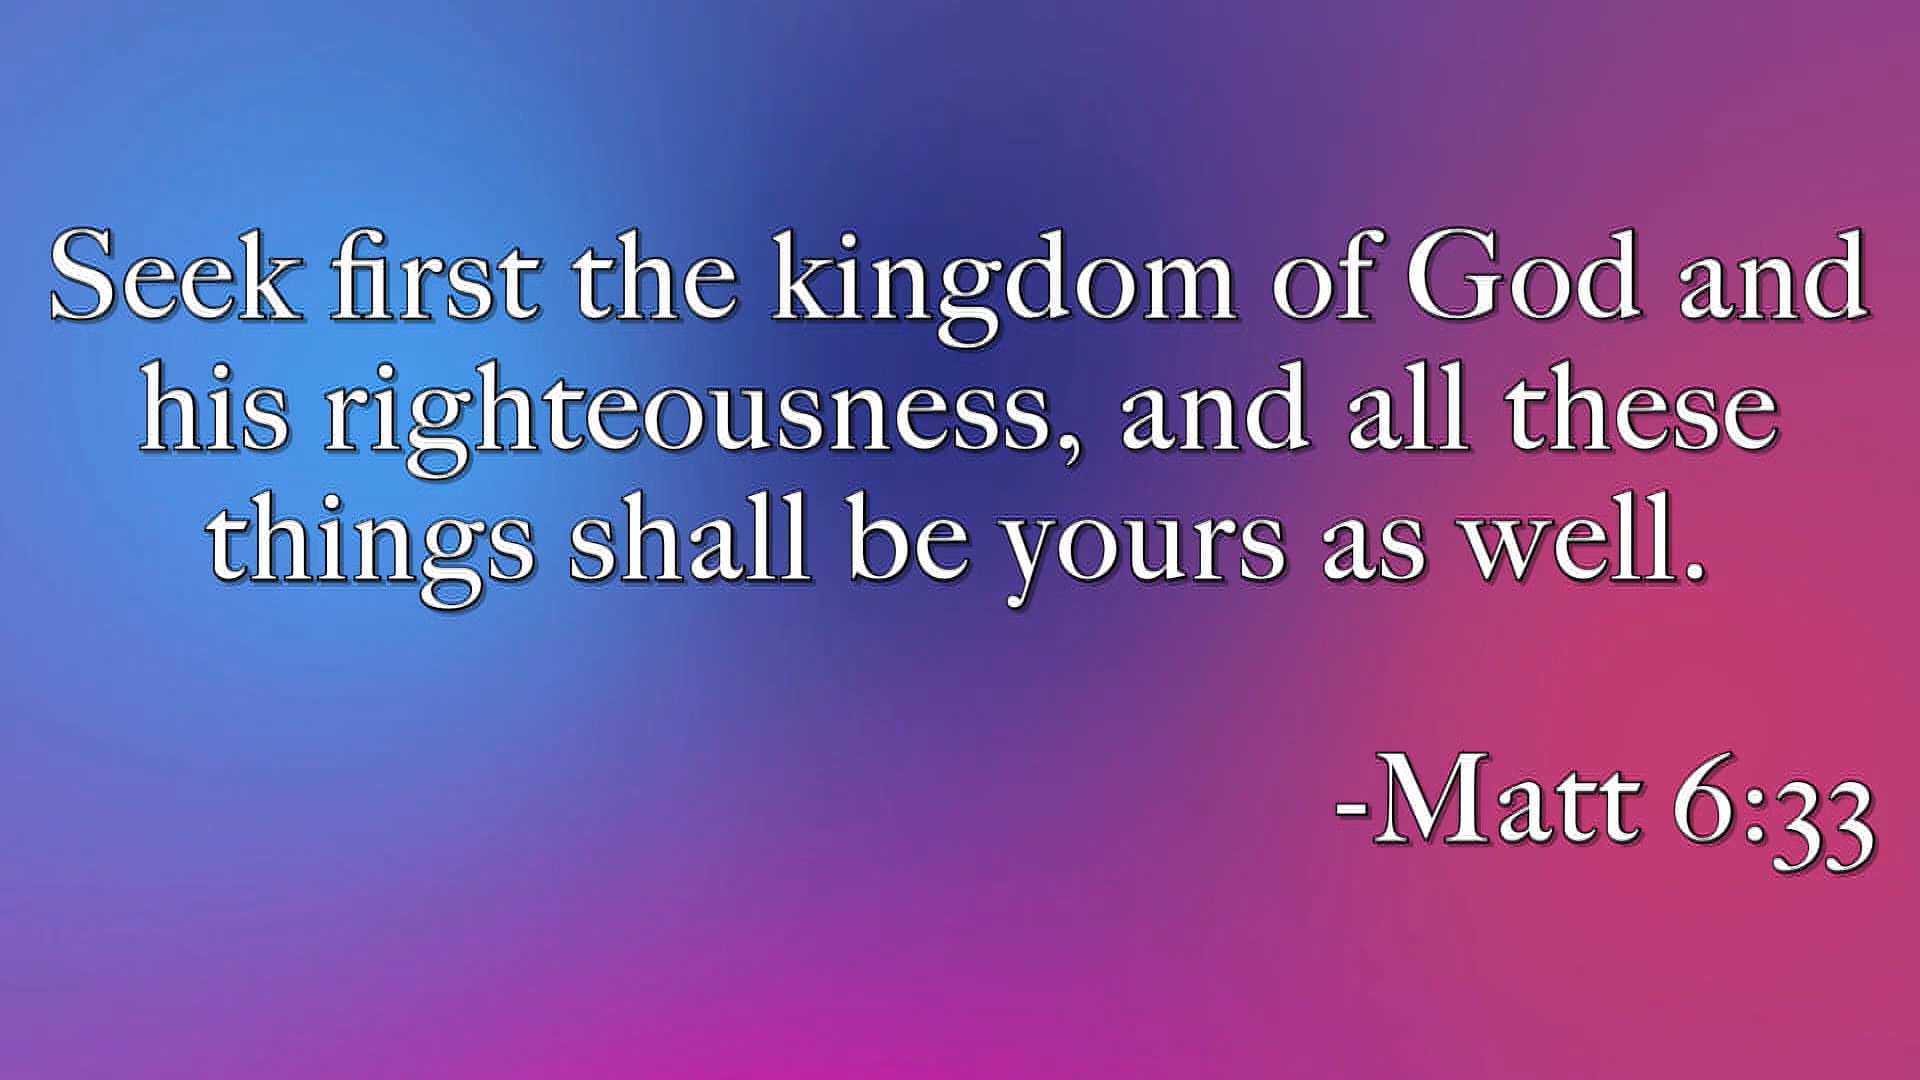 Seek first the kingdom of God and
his righteousness, and all these
things shall be yours as well.
-Matt 6:33